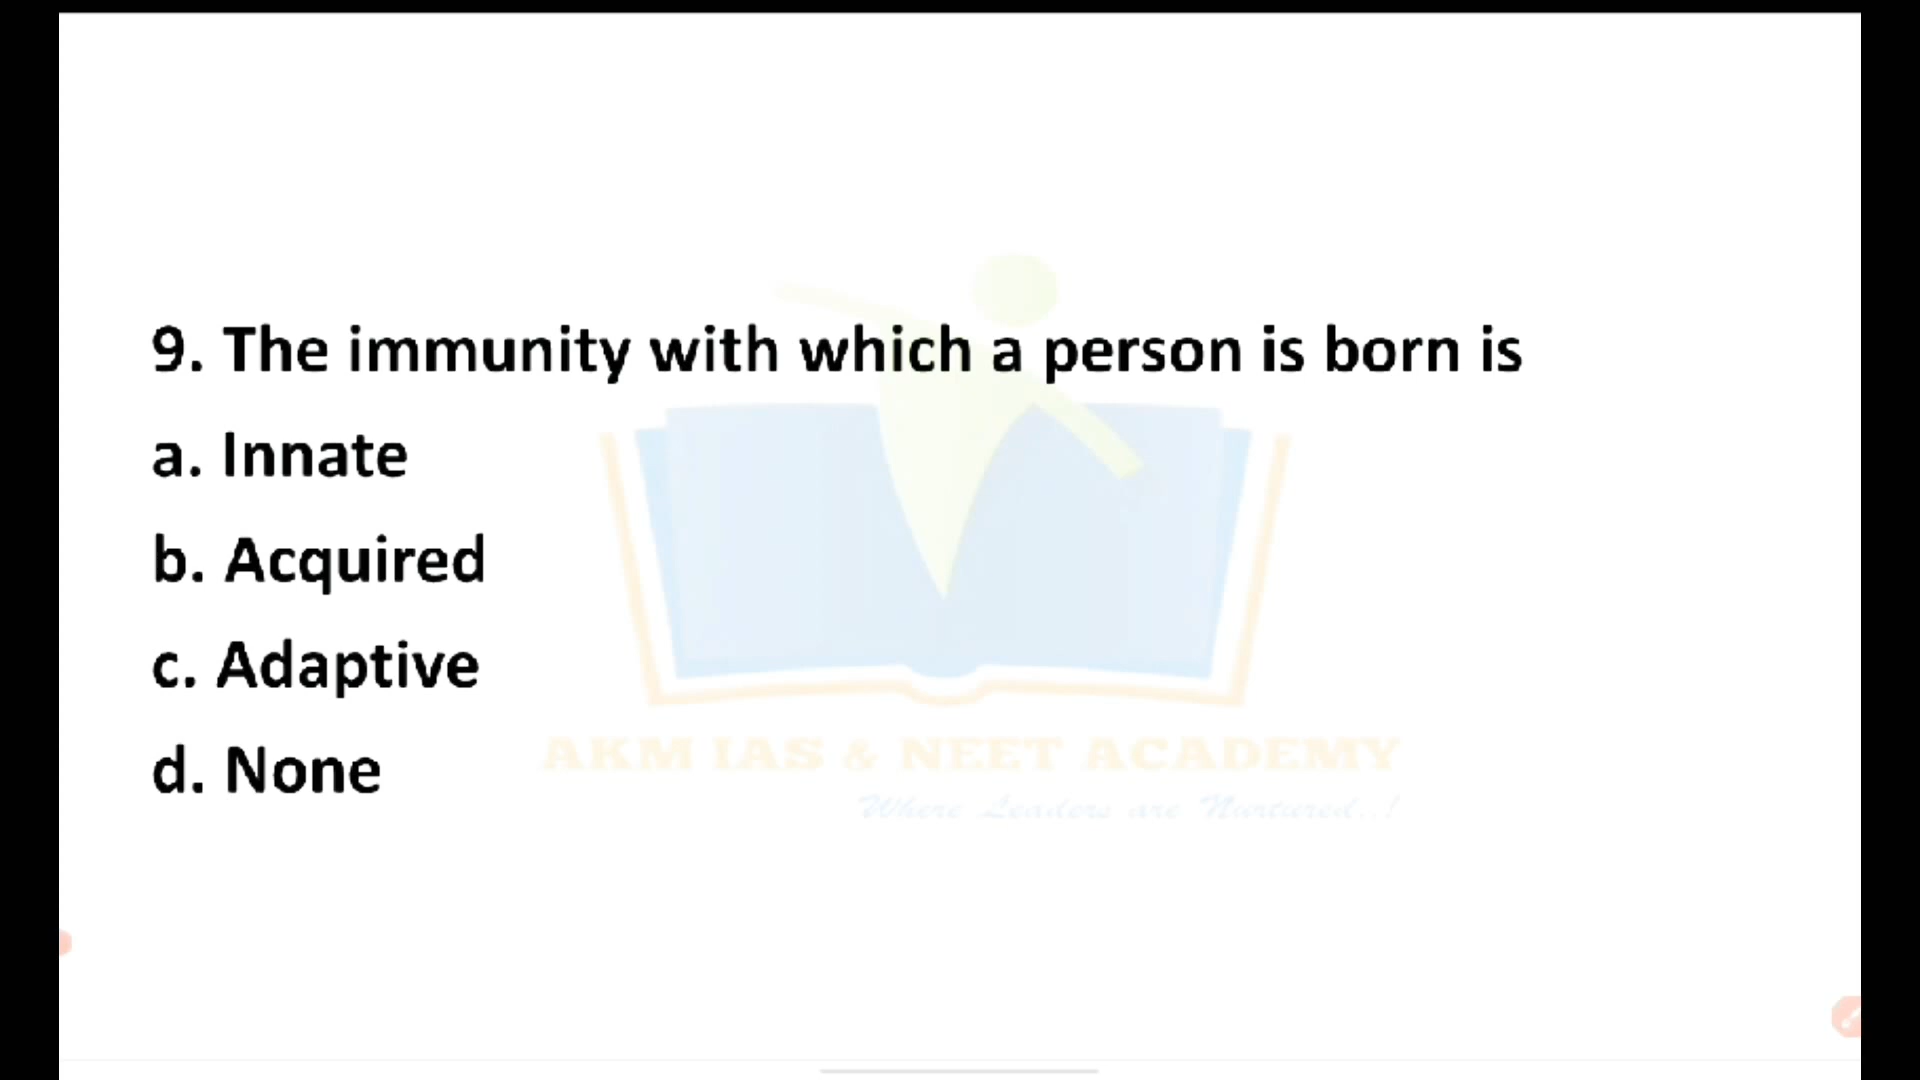 9. The immunity with which a person is born is
a. Innate
b. Acquired
c. Adaptive
d. None
AKM IAS & NEET ACADEMY
Where Leaders are Nurtured..!